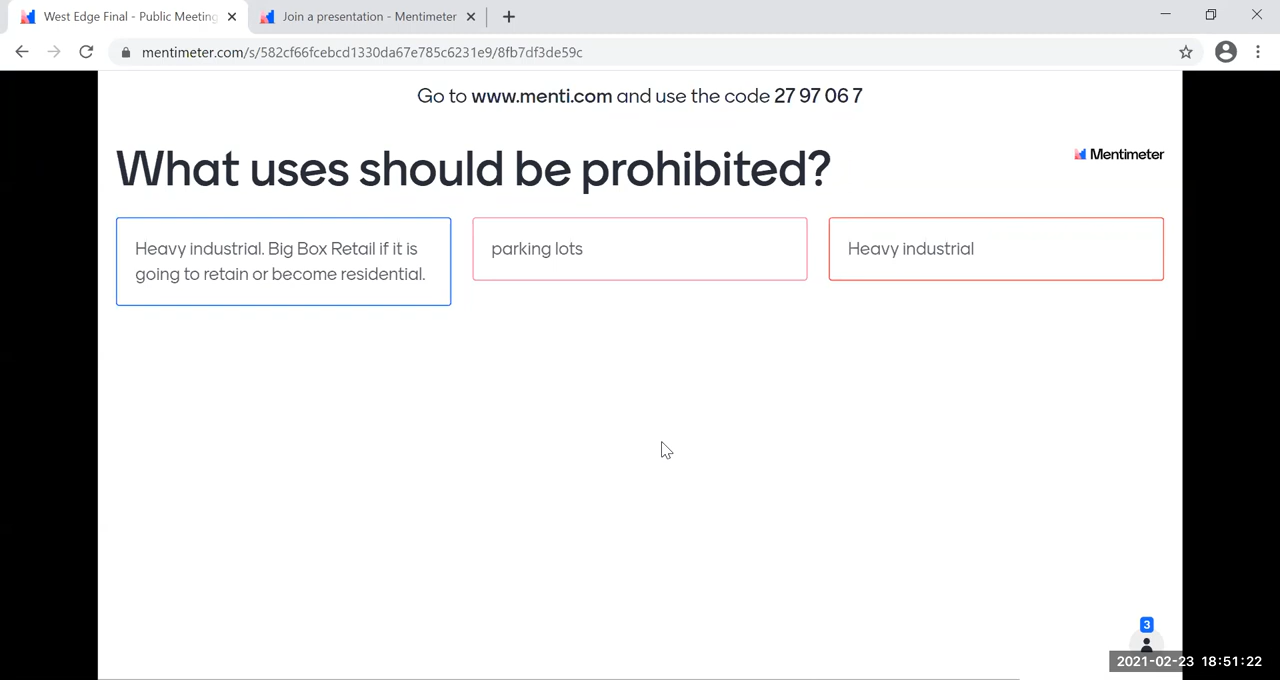 West Edge Final - Public Meeting
Join a presentation - Mentimeter
mentimeter.com/s/582cf66fcebcd1330da67e785c6231e9/8fb7df3de59c
Go to www.menti.com and use the code 27 97 06 7
What uses should be prohibited?
Mentimeter
Heavy industrial. Big Box Retail if it is
going to retain or become residential.
parking lots
Heavy industrial
3
2021-02-23 18:51:22